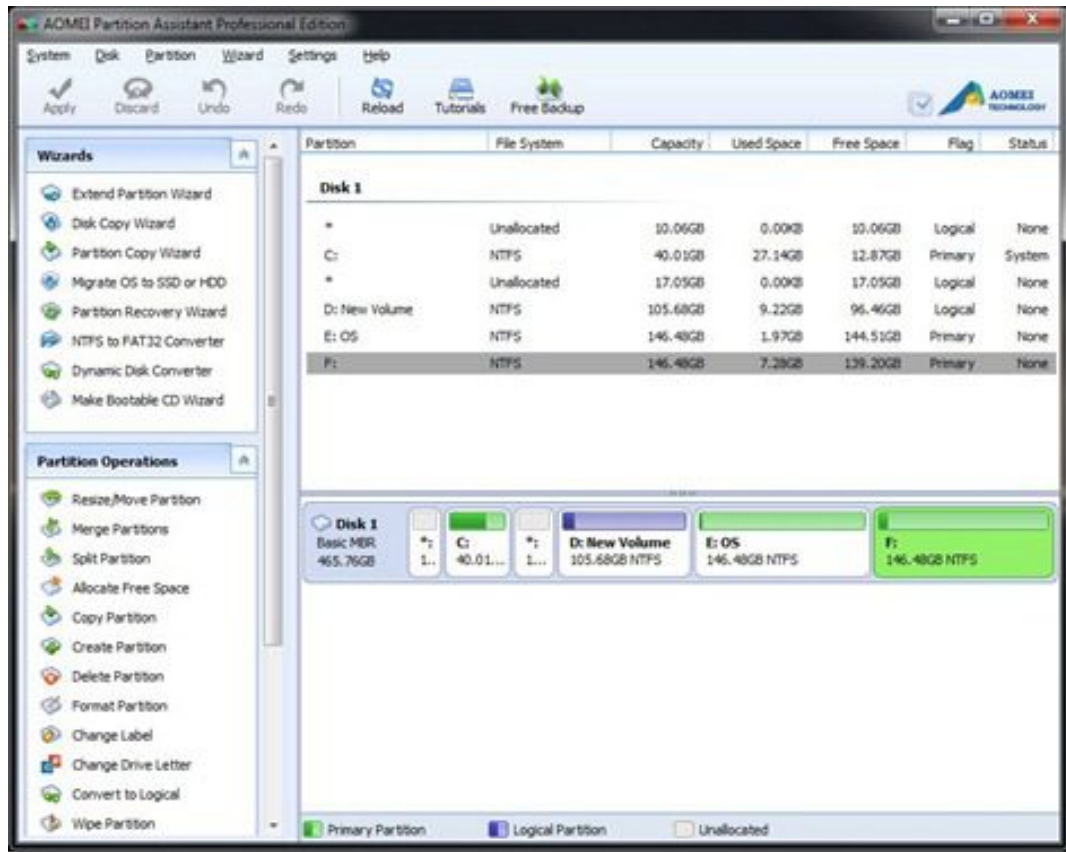 AOMEI Partition Assistant Professional Edition
System Disk Partition Wizard Settings Help
Apply Discard Undo Redo Reload Tutorials Free Backup
AOMEI
TECHNOLOGY
Wizards
Extend Partition Wizard
Disk Copy Wizard
Partition Copy Wizard
Migrate OS to SSD or HDD
Partition Recovery Wizard
NTFS to FAT32 Converter
Dynamic Disk Converter
Make Bootable CD Wizard
Partition Operations
Resize/Move Partition
Merge Partitions
Split Partition
Allocate Free Space
Copy Partition
Create Partition
Delete Partition
Format Partition
Change Label
Change Drive Letter
Convert to Logical
Wipe Partition
Partition File System Capacity Used Space Free Space Flag Status
Disk 1
* Unallocated 10.06GB 0.00KB 10.06GB Logical None
C: NTFS 40.01GB 27.14GB 12.87GB Primary System
* Unallocated 17.05GB 0.00KB 17.05GB Logical None
D: New Volume NTFS 105.68GB 9.22GB 96.46GB Logical None
E: OS NTFS 146.48GB 1.97GB 144.51GB Primary None
F: NTFS 146.48GB 7.28GB 139.20GB Primary None
Disk 1
Basic MBR
465.76GB
*:
1..
C:
40.01...
*:
1...
D: New Volume
105.68GB NTFS
E: OS
146.48GB NTFS
F:
146.48GB NTFS
Primary Partition Logical Partition Unallocated